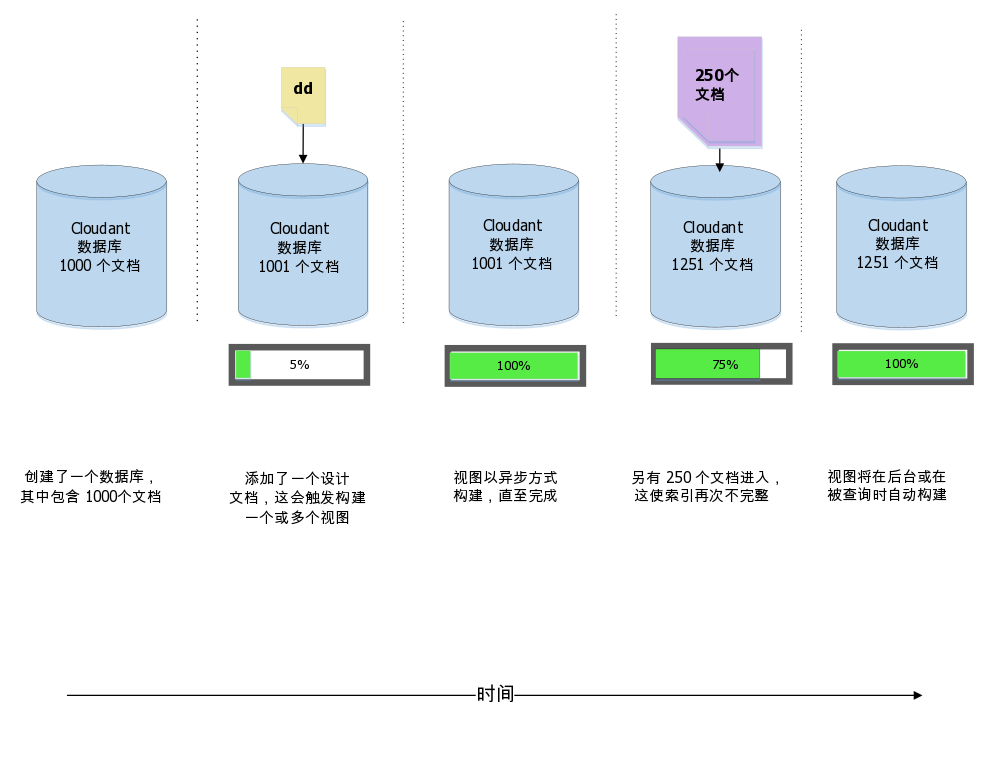 dd
250个
文档
Cloudant
数据库
1000 个文档
Cloudant
数据库
1001 个文档
Cloudant
数据库
1001 个文档
Cloudant
数据库
1251 个文档
Cloudant
数据库
1251 个文档
5%
100%
75%
100%
创建了一个数据库，
其中包含 1000个文档
添加了一个设计
文档，这会触发构建
一个或多个视图
视图以异步方式
构建，直至完成
另有 250 个文档进入，
这使索引再次不完整
视图将在后台或在
被查询时自动构建
时间